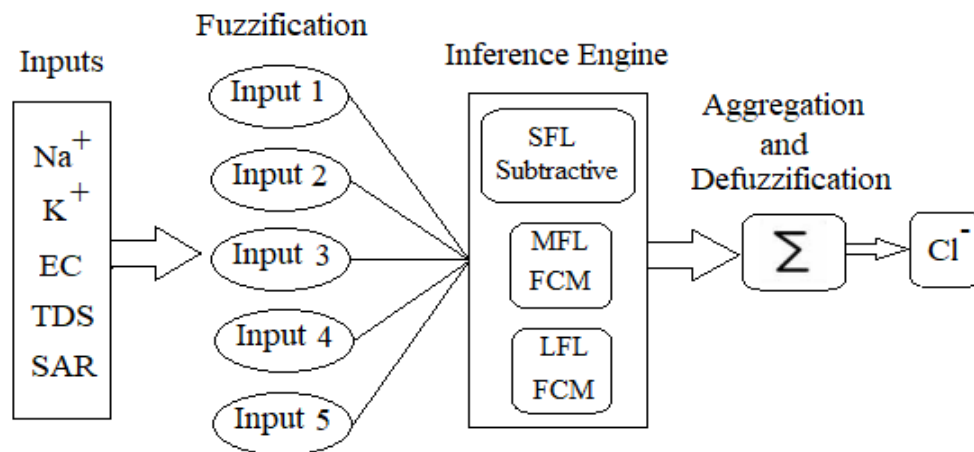 Inputs
Na+
K+
EC
TDS
SAR
Fuzzification
Input 1
Input 2
Input 3
Input 4
Input 5
Inference Engine
SFL
Subtractive
MFL
FCM
LFL
FCM
Aggregation
and
Defuzzification
Σ
Cl-